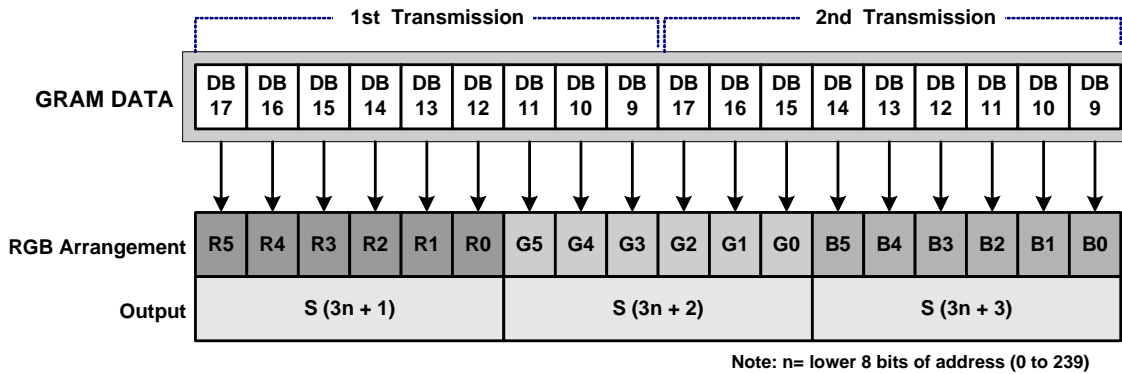 1st Transmission 2nd Transmission
GRAM DATA DB 17 DB 16 DB 15 DB 14 DB 13 DB 12 DB 11 DB 10 DB 9 DB 17 DB 16 DB 15 DB 14 DB 13 DB 12 DB 11 DB 10 DB 9
RGB Arrangement R5 R4 R3 R2 R1 R0 G5 G4 G3 G2 G1 G0 B5 B4 B3 B2 B1 B0
Output S (3n + 1) S (3n + 2) S (3n + 3)
Note: n= lower 8 bits of address (0 to 239)